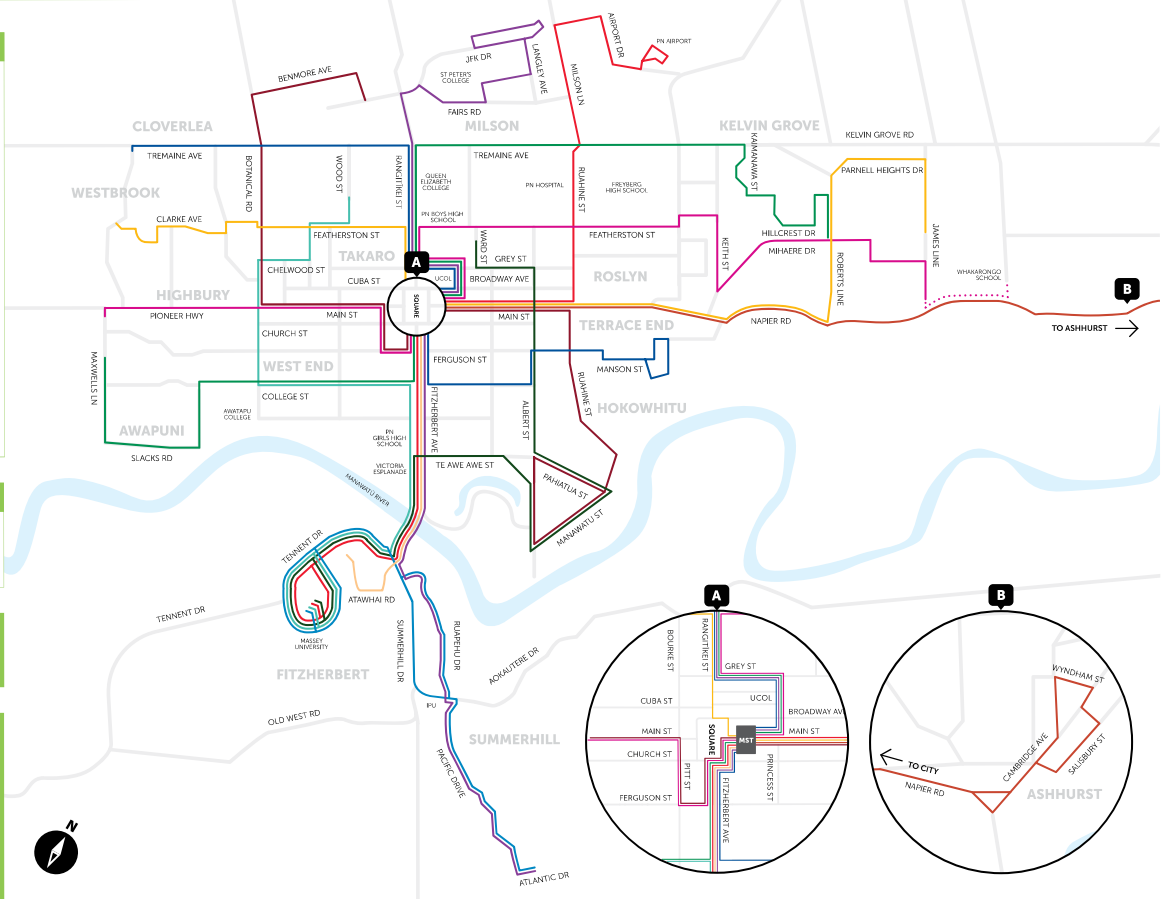 AIRPORT DR
PN AIRPORT
JFK DR
LANGLEY AVE
ST PETER'S
COLLEGE
MILSON LN
BENMORE AVE
FAIRS RD
CLOVERLEA
MILSON
KELVIN GROVE
KELVIN GROVE RD
TREMAINE AVE
TREMAINE AVE
BOTANICAL RD
WOOD ST
RANGITĪKEI ST
QUEEN
ELIZABETH
COLLEGE
PN HOSPITAL
RUAHINE ST
FREYBERG
HIGH SCHOOL
KAIMANAWA ST
PARNELL HEIGHTS DR
WESTBROOK
CLARKE AVE
PN BOYS HIGH
SCHOOL
FEATHERSTON ST
FEATHERSTON ST
WARD ST
HILLCREST DR
MIHAERE DR
KEITH ST
JAMES LINE
ROBERTS LINE
TAKARO
A
GREY ST
CHELWOOD ST
CUBA ST
UCOL
BROADWAY AVE
ROSLYN
WHAKARONGO
SCHOOL
HIGHBURY
SQUARE
B
PIONEER HWY
MAIN ST
MAIN ST
TERRACE END
NAPIER RD
TO ASHHURST
CHURCH ST
MAXWELLS LN
WEST END
FERGUSON ST
MANSON ST
RUAHINE ST
COLLEGE ST
FITZHERBERT AVE
ALBERT ST
HOKOWHITU
AWATAPU
COLLEGE
AWAPUNI
PN
GIRLS HIGH
SCHOOL
SLACKS RD
VICTORIA
ESPLANADE
TE AWE AWE ST
MANAWATU RIVER
PAHIATUA ST
MANAWATU ST
TENNENT DR
ATAWHAI RD
TENNENT DR
MASSEY
UNIVERSITY
SUMMERHILL DR
RUAPEHU DR
AOKAUTERE DR
FITZHERBERT
IPU
OLD WEST RD
SUMMERHILL
PACIFIC DRIVE
ATLANTIC DR
N
A
BOURKE ST
RANGITĪKEI ST
GREY ST
CUBA ST
UCOL
BROADWAY AV
MAIN ST
SQUARE
MST
MAIN ST
CHURCH ST
PITT ST
PRINCESS ST
FERGUSON ST
FITZHERBERT AVE
B
WYNDHAM ST
TO CITY
CAMBRIDGE AVE
SALISBURY ST
NAPIER RD
ASHHURST